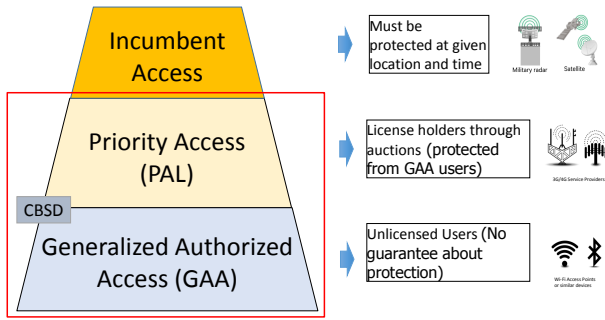 Incumbent
Access
Must be
protected at given
location and time
Military radar
Satellite
Priority Access
(PAL)
License holders through
auctions (protected
from GAA users)
3G/4G Service Providers
CBSD
Generalized Authorized
Access (GAA)
Unlicensed Users (No
guarantee about
protection)
Wi-Fi Access Points
or similar devices